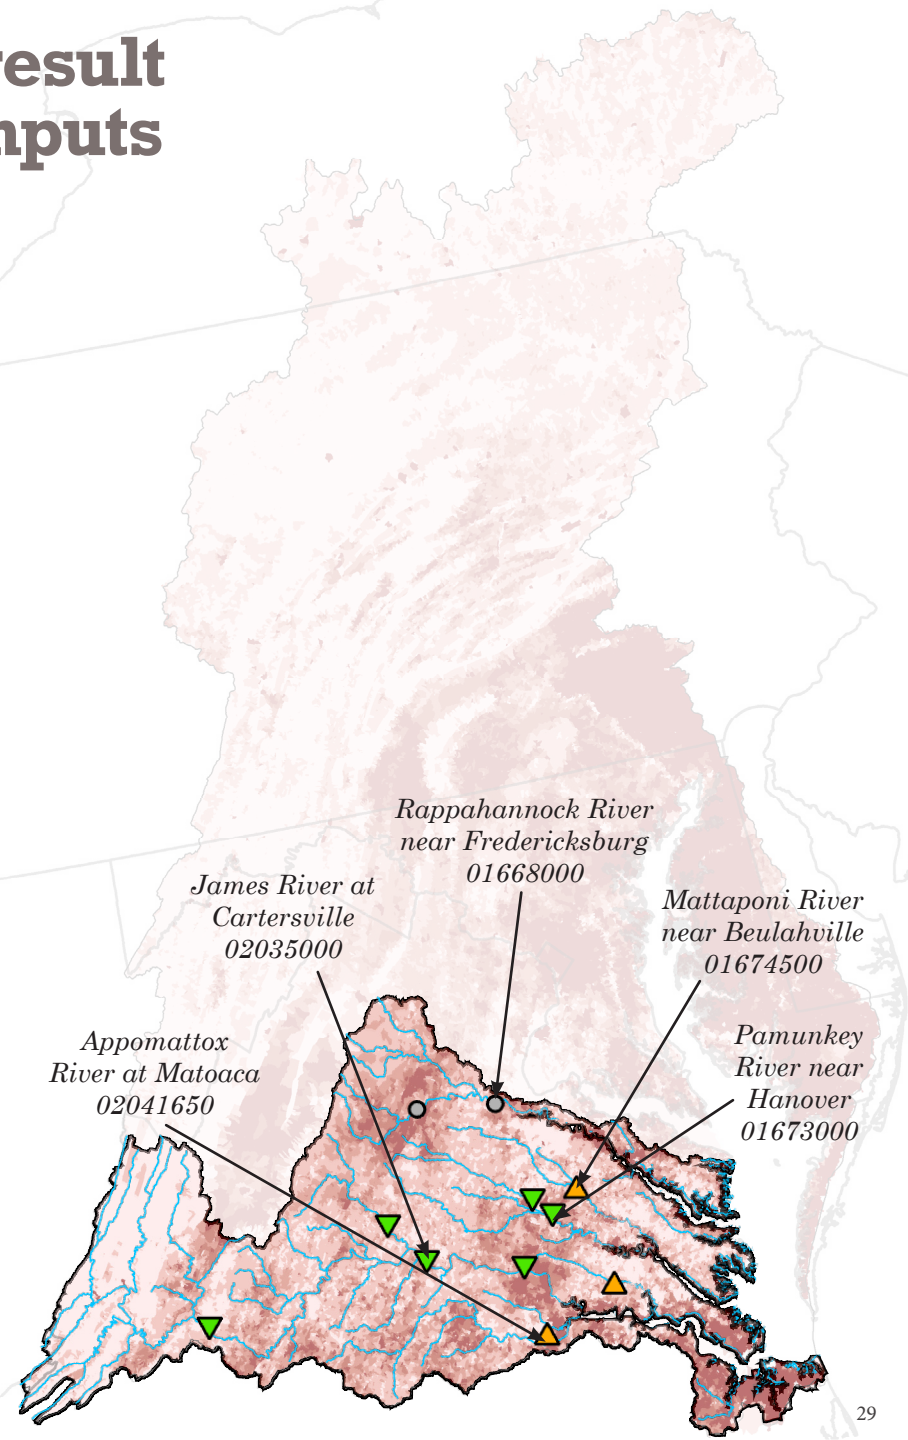 result
nputs
Rappahannock River
near Fredericksburg
01668000
James River at
Cartersville
02035000
Mattaponi River
near Beulahville
01674500
Appomattox
River at Matoaca
02041650
Pamunkey
River near
Hanover
01673000
29